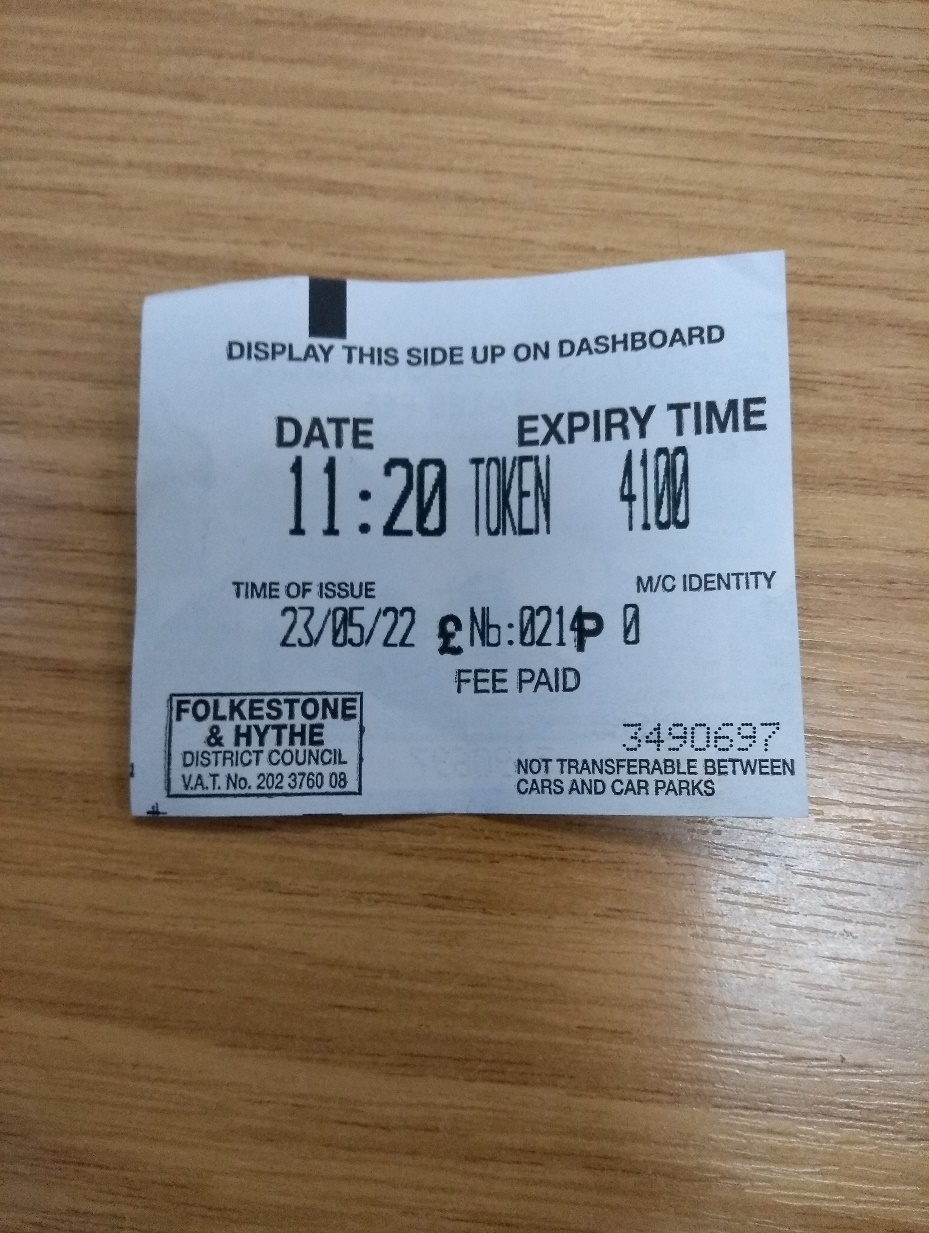 DISPLAY THIS SIDE UP ON DASHBOARD
DATE EXPIRY TIME
11:20 TOKEN 4100
TIME OF ISSUE M/C IDENTITY
23/05/22 £ Nb:0214 P 0
FEE PAID
FOLKESTONE
& HYTHE
DISTRICT COUNCIL
V.A.T. No. 202 3760 08
3490697
NOT TRANSFERABLE BETWEEN
CARS AND CAR PARKS